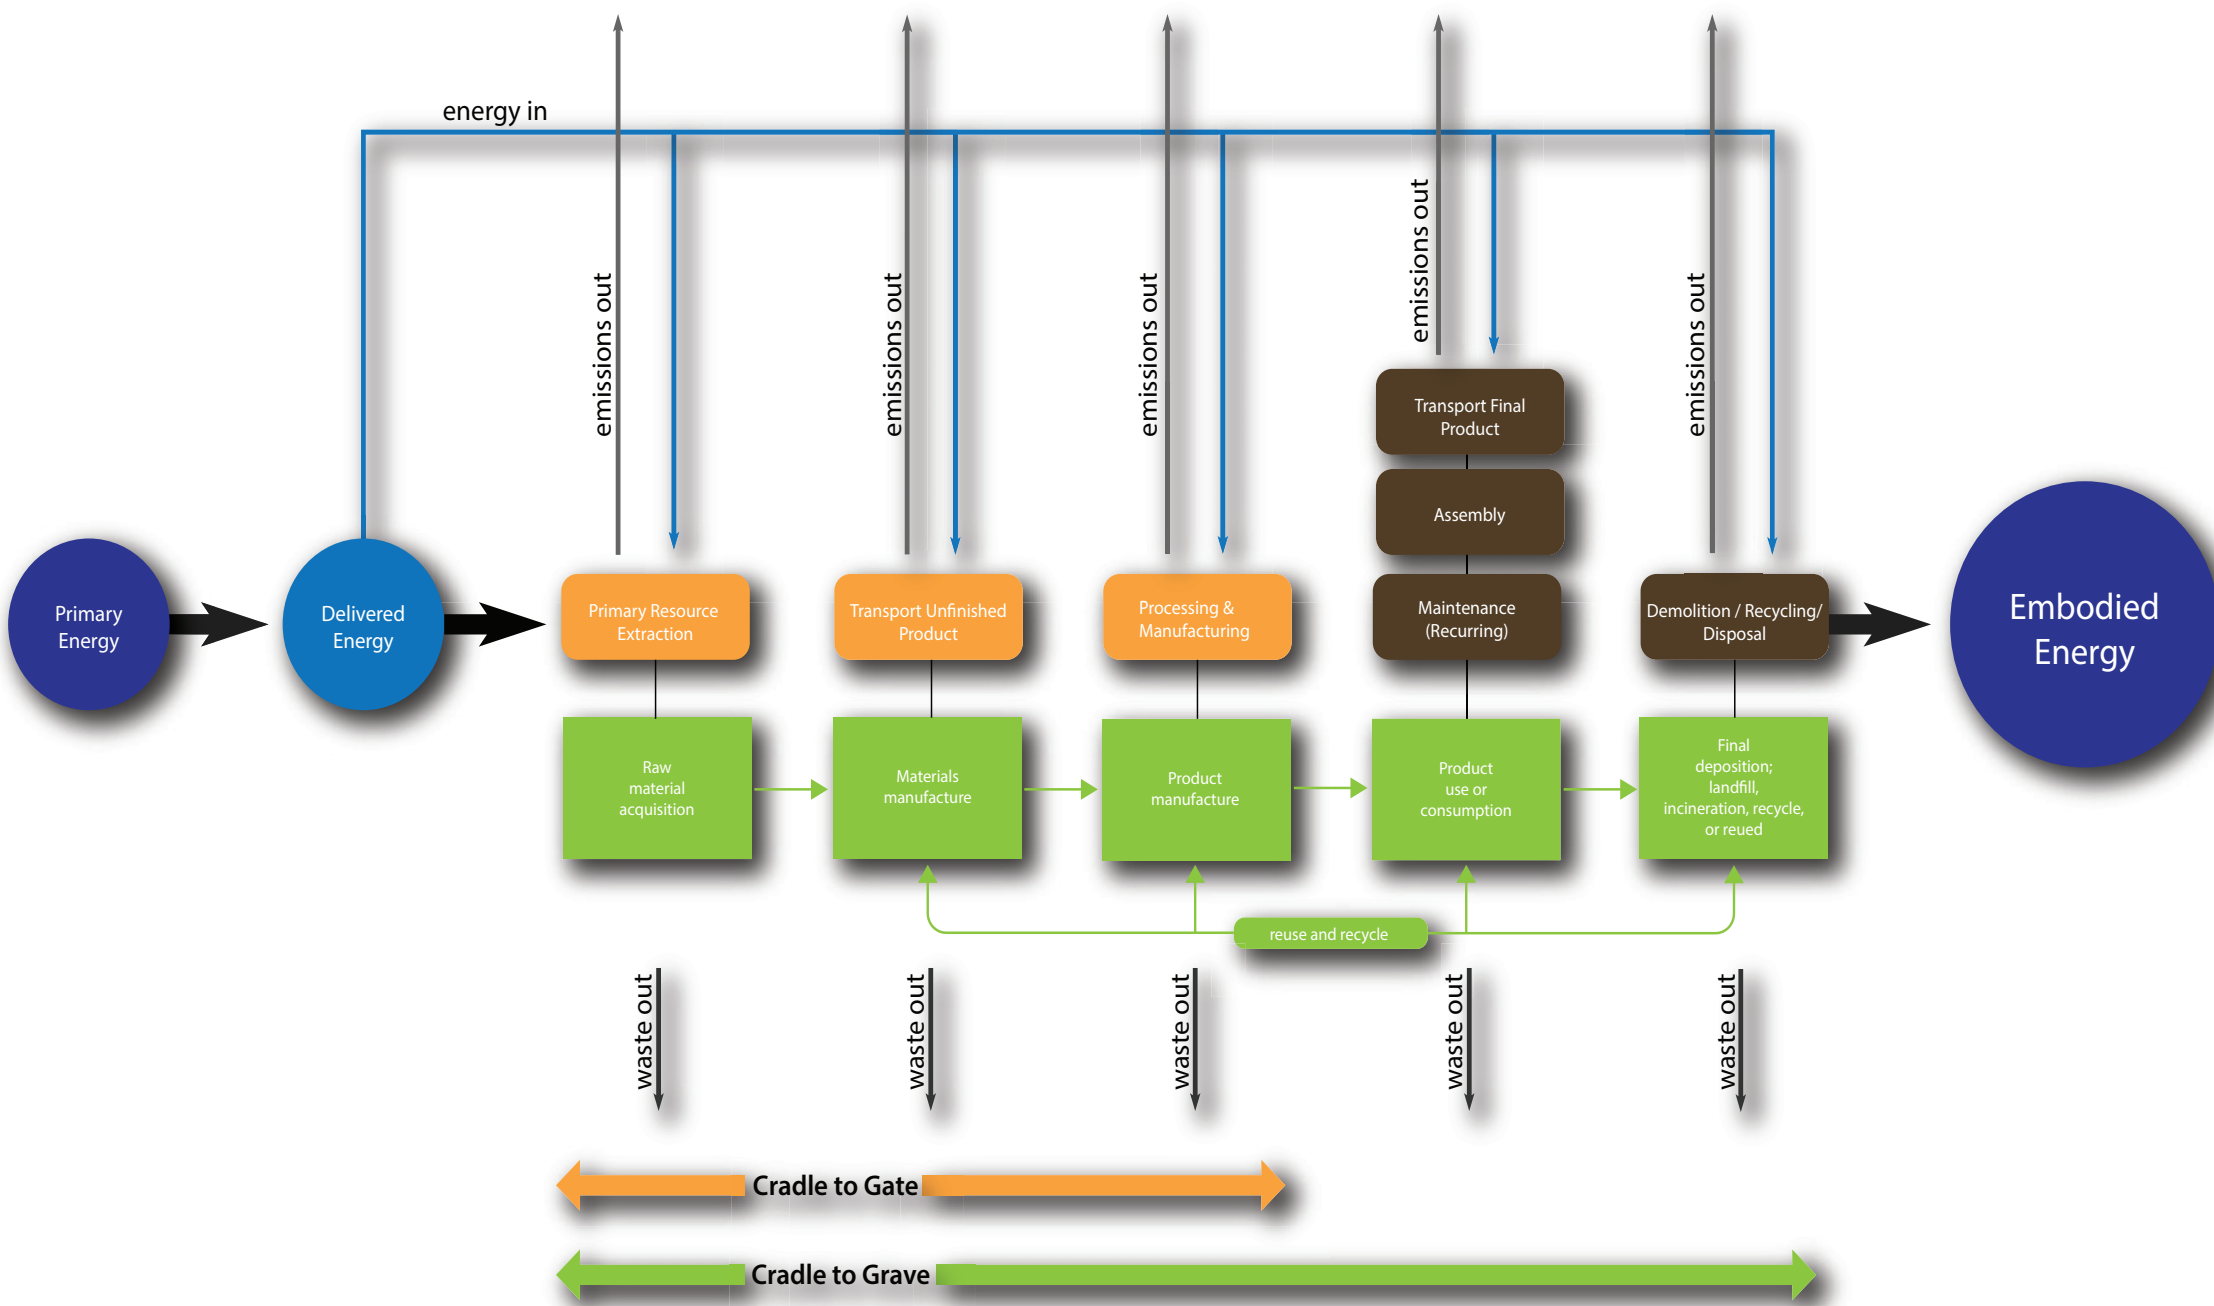 energy in
emissions out
emissions out
emissions out
emissions out
emissions out
Transport Final
Product
Assembly
Primary
Energy
Delivered
Energy
Primary Resource
Extraction
Transport Unfinished
Product
Processing &
Manufacturing
Maintenance
(Recurring)
Demolition / Recycling/
Disposal
Embodied
Energy
Raw
material
acquisition
Materials
manufacture
Product
manufacture
Product
use or
consumption
Final
deposition;
landfill,
incineration, recycle,
or reued
reuse and recycle
waste out
waste out
waste out
waste out
waste out
Cradle to Gate
Cradle to Grave